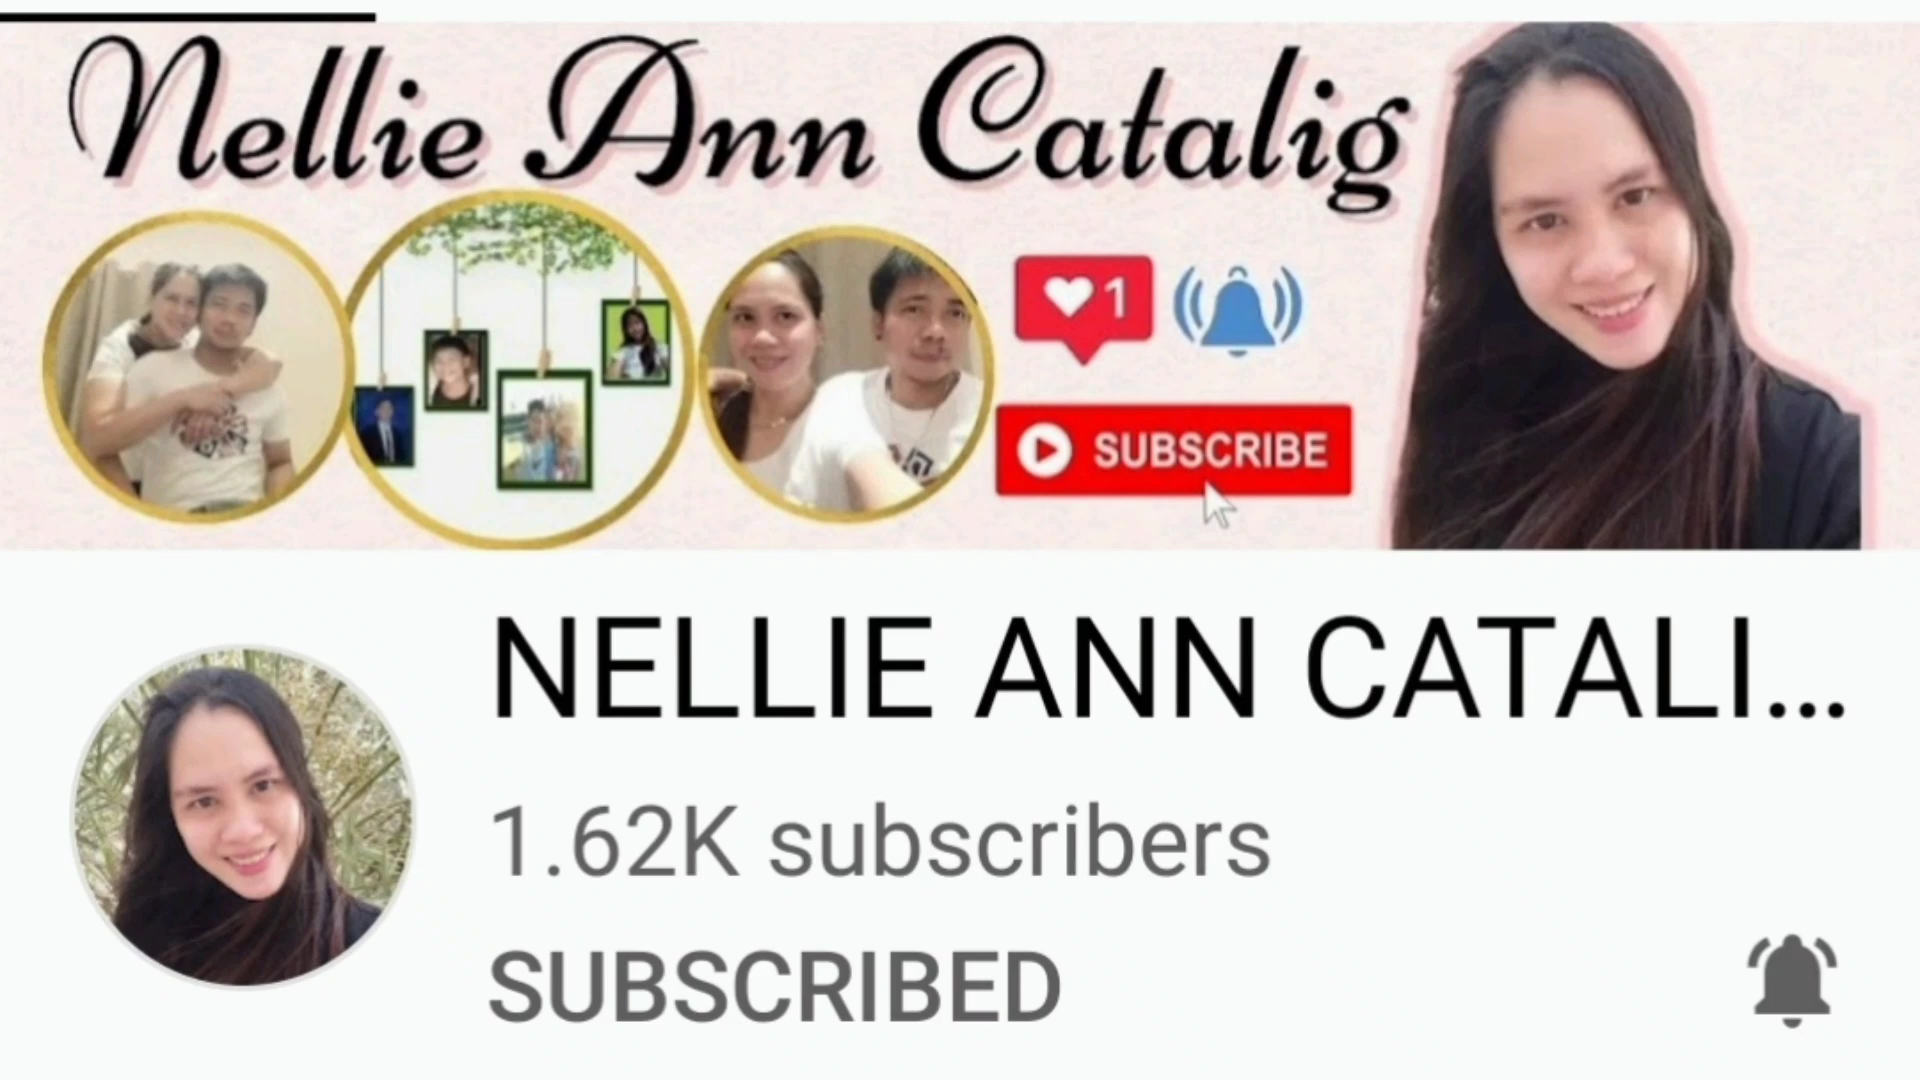 Nellie Ann Catalig
1
SUBSCRIBE
NELLIE ANN CATALI...
1.62K subscribers
SUBSCRIBED